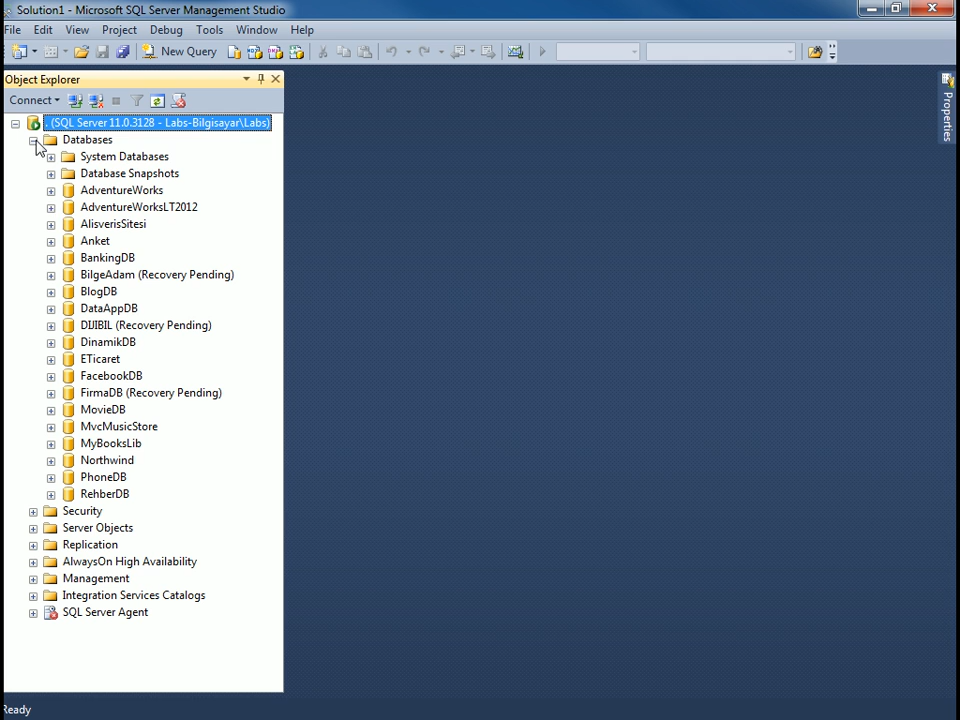 Solution1 - Microsoft SQL Server Management Studio
File Edit View Project Debug Tools Window Help
New Query
Object Explorer
Connect
. (SQL Server 11.0.3128 - Labs-Bilgisayar\Labs)
Databases
System Databases
Database Snapshots
AdventureWorks
AdventureWorksLT2012
AlisverisSitesi
Anket
BankingDB
BilgeAdam (Recovery Pending)
BlogDB
DataAppDB
DIJIBIL (Recovery Pending)
DinamikDB
ETicaret
FacebookDB
FirmaDB (Recovery Pending)
MovieDB
MvcMusicStore
MyBooksLib
Northwind
PhoneDB
RehberDB
Security
Server Objects
Replication
AlwaysOn High Availability
Management
Integration Services Catalogs
SQL Server Agent
Properties
Ready